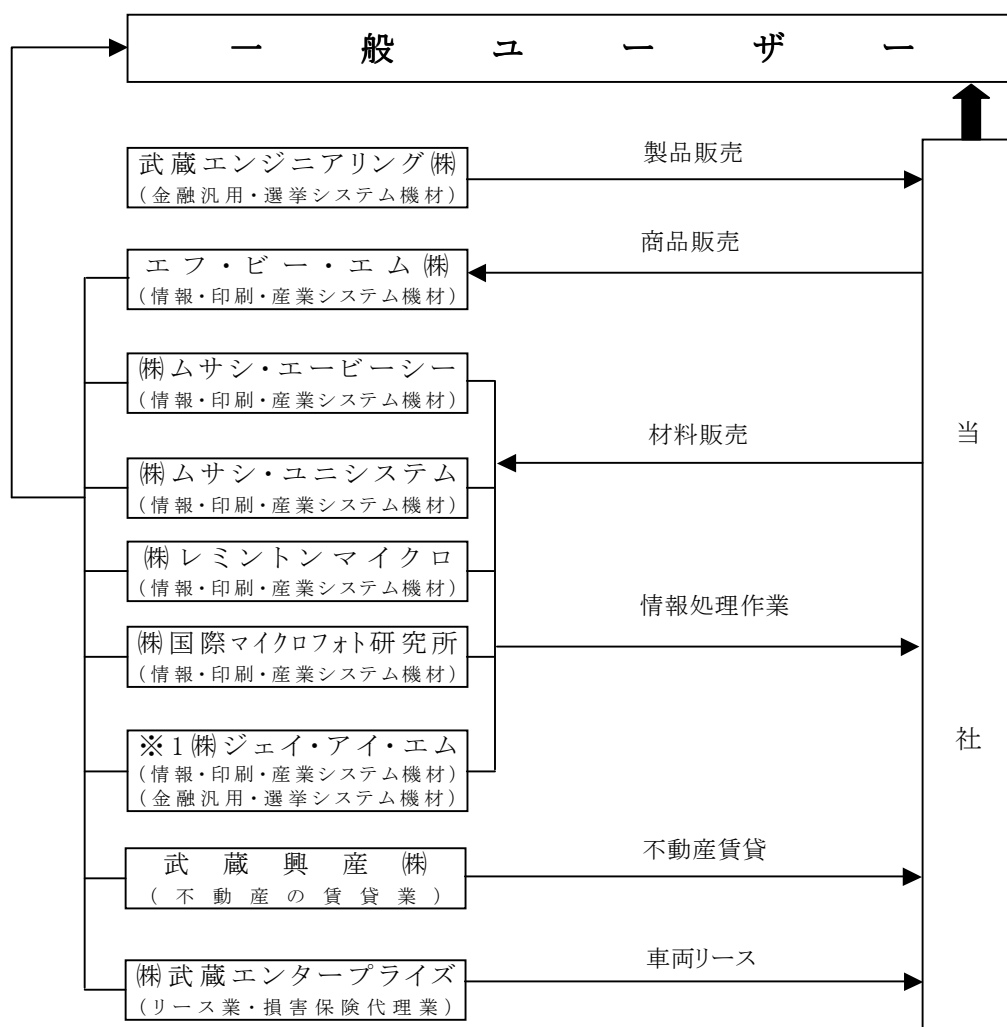 一般ユーザー
武蔵エンジニアリング㈱
(金融汎用・選挙システム機材)
製品販売
エフ・ビー・エム㈱
(情報・印刷・産業システム機材)
商品販売
㈱ムサシ・エービーシー
(情報・印刷・産業システム機材)
材料販売
㈱ムサシ・ユニシステム
(情報・印刷・産業システム機材)
㈱レミントンマイクロ
(情報・印刷・産業システム機材)
情報処理作業
㈱国際マイクロフォト研究所
(情報・印刷・産業システム機材)
※1㈱ジェイ・アイ・エム
(情報・印刷・産業システム機材)
(金融汎用・選挙システム機材)
武蔵興産㈱
(不動産の賃貸業)
不動産賃貸
㈱武蔵エンタープライズ
(リース業・損害保険代理業)
車両リース
当社